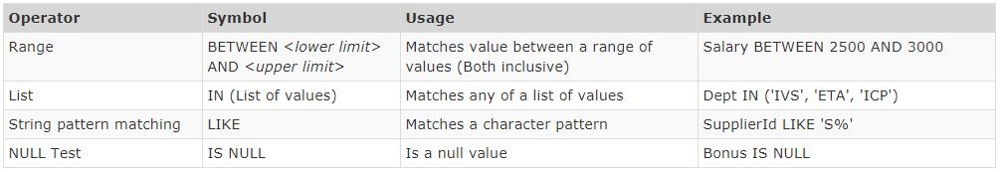 Operator Symbol Usage Example
Range BETWEEN <lower limit> AND <upper limit> Matches value between a range of values (Both inclusive) Salary BETWEEN 2500 AND 3000
List IN (List of values) Matches any of a list of values Dept IN ('IVS', 'ETA', 'ICP')
String pattern matching LIKE Matches a character pattern SupplierId LIKE 'S%'
NULL Test IS NULL Is a null value Bonus IS NULL